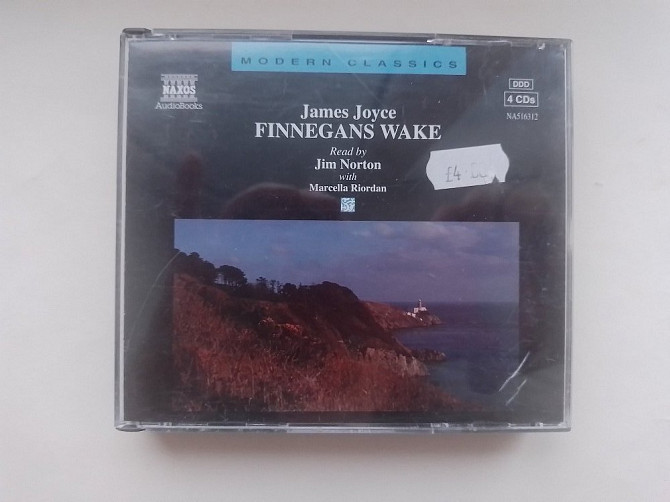 MODERN CLASSICS
NAXOS
AudioBooks
DDD
4 CDs
NA516312
James Joyce
FINNEGANS WAKE
Read by
Jim Norton
with
Marcella Riordan
£4